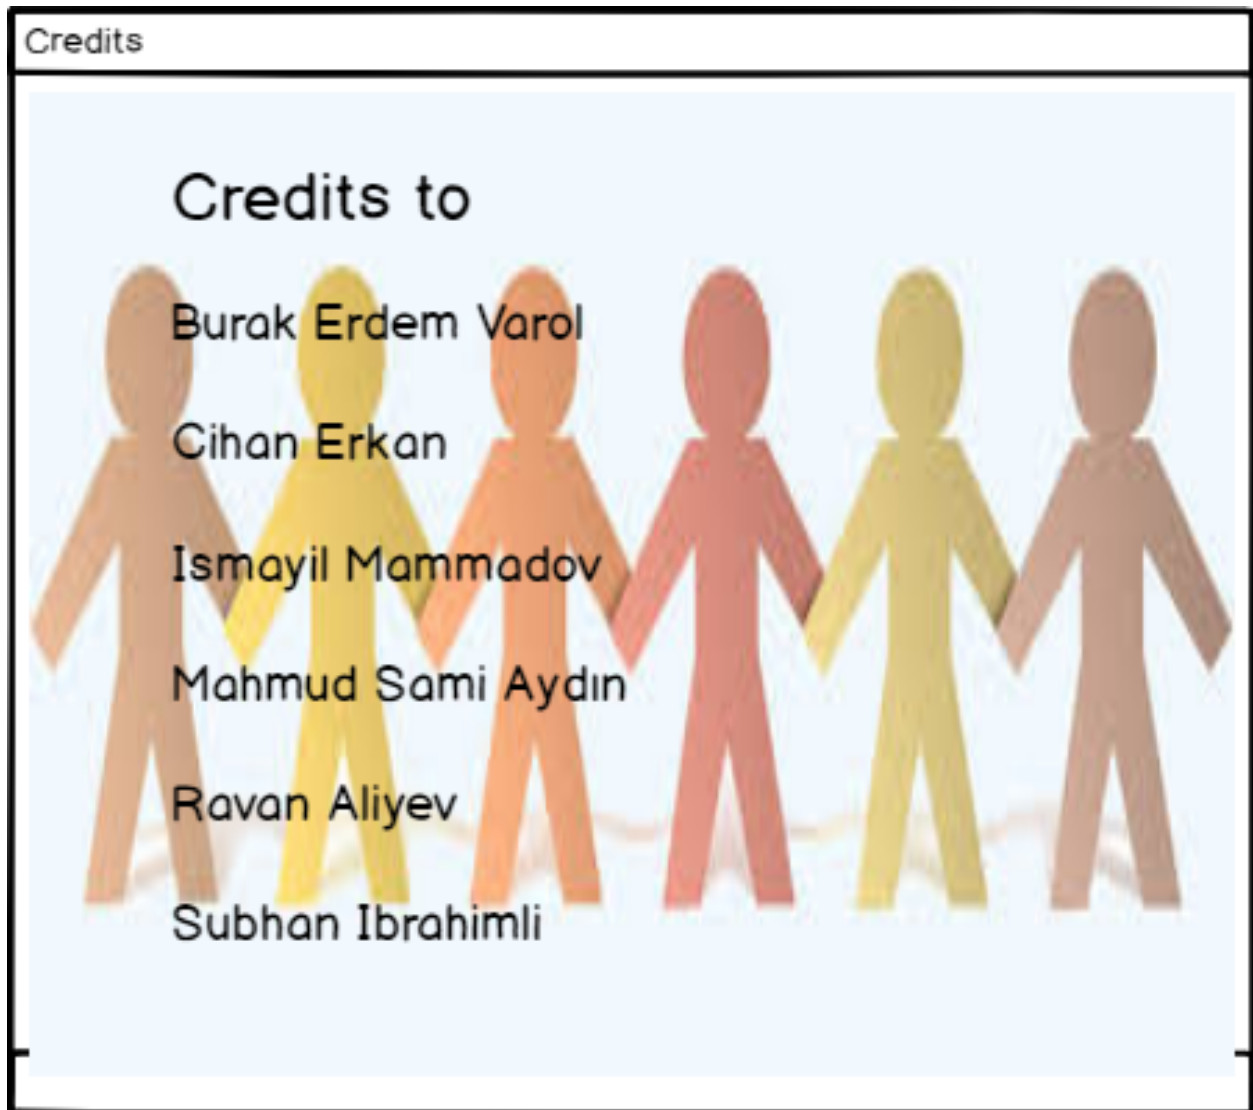 Credits
Credits to
Burak Erdem Varol
Cihan Erkan
Ismayil Mammadov
Mahmud Sami Aydın
Ravan Aliyev
Subhan Ibrahimli